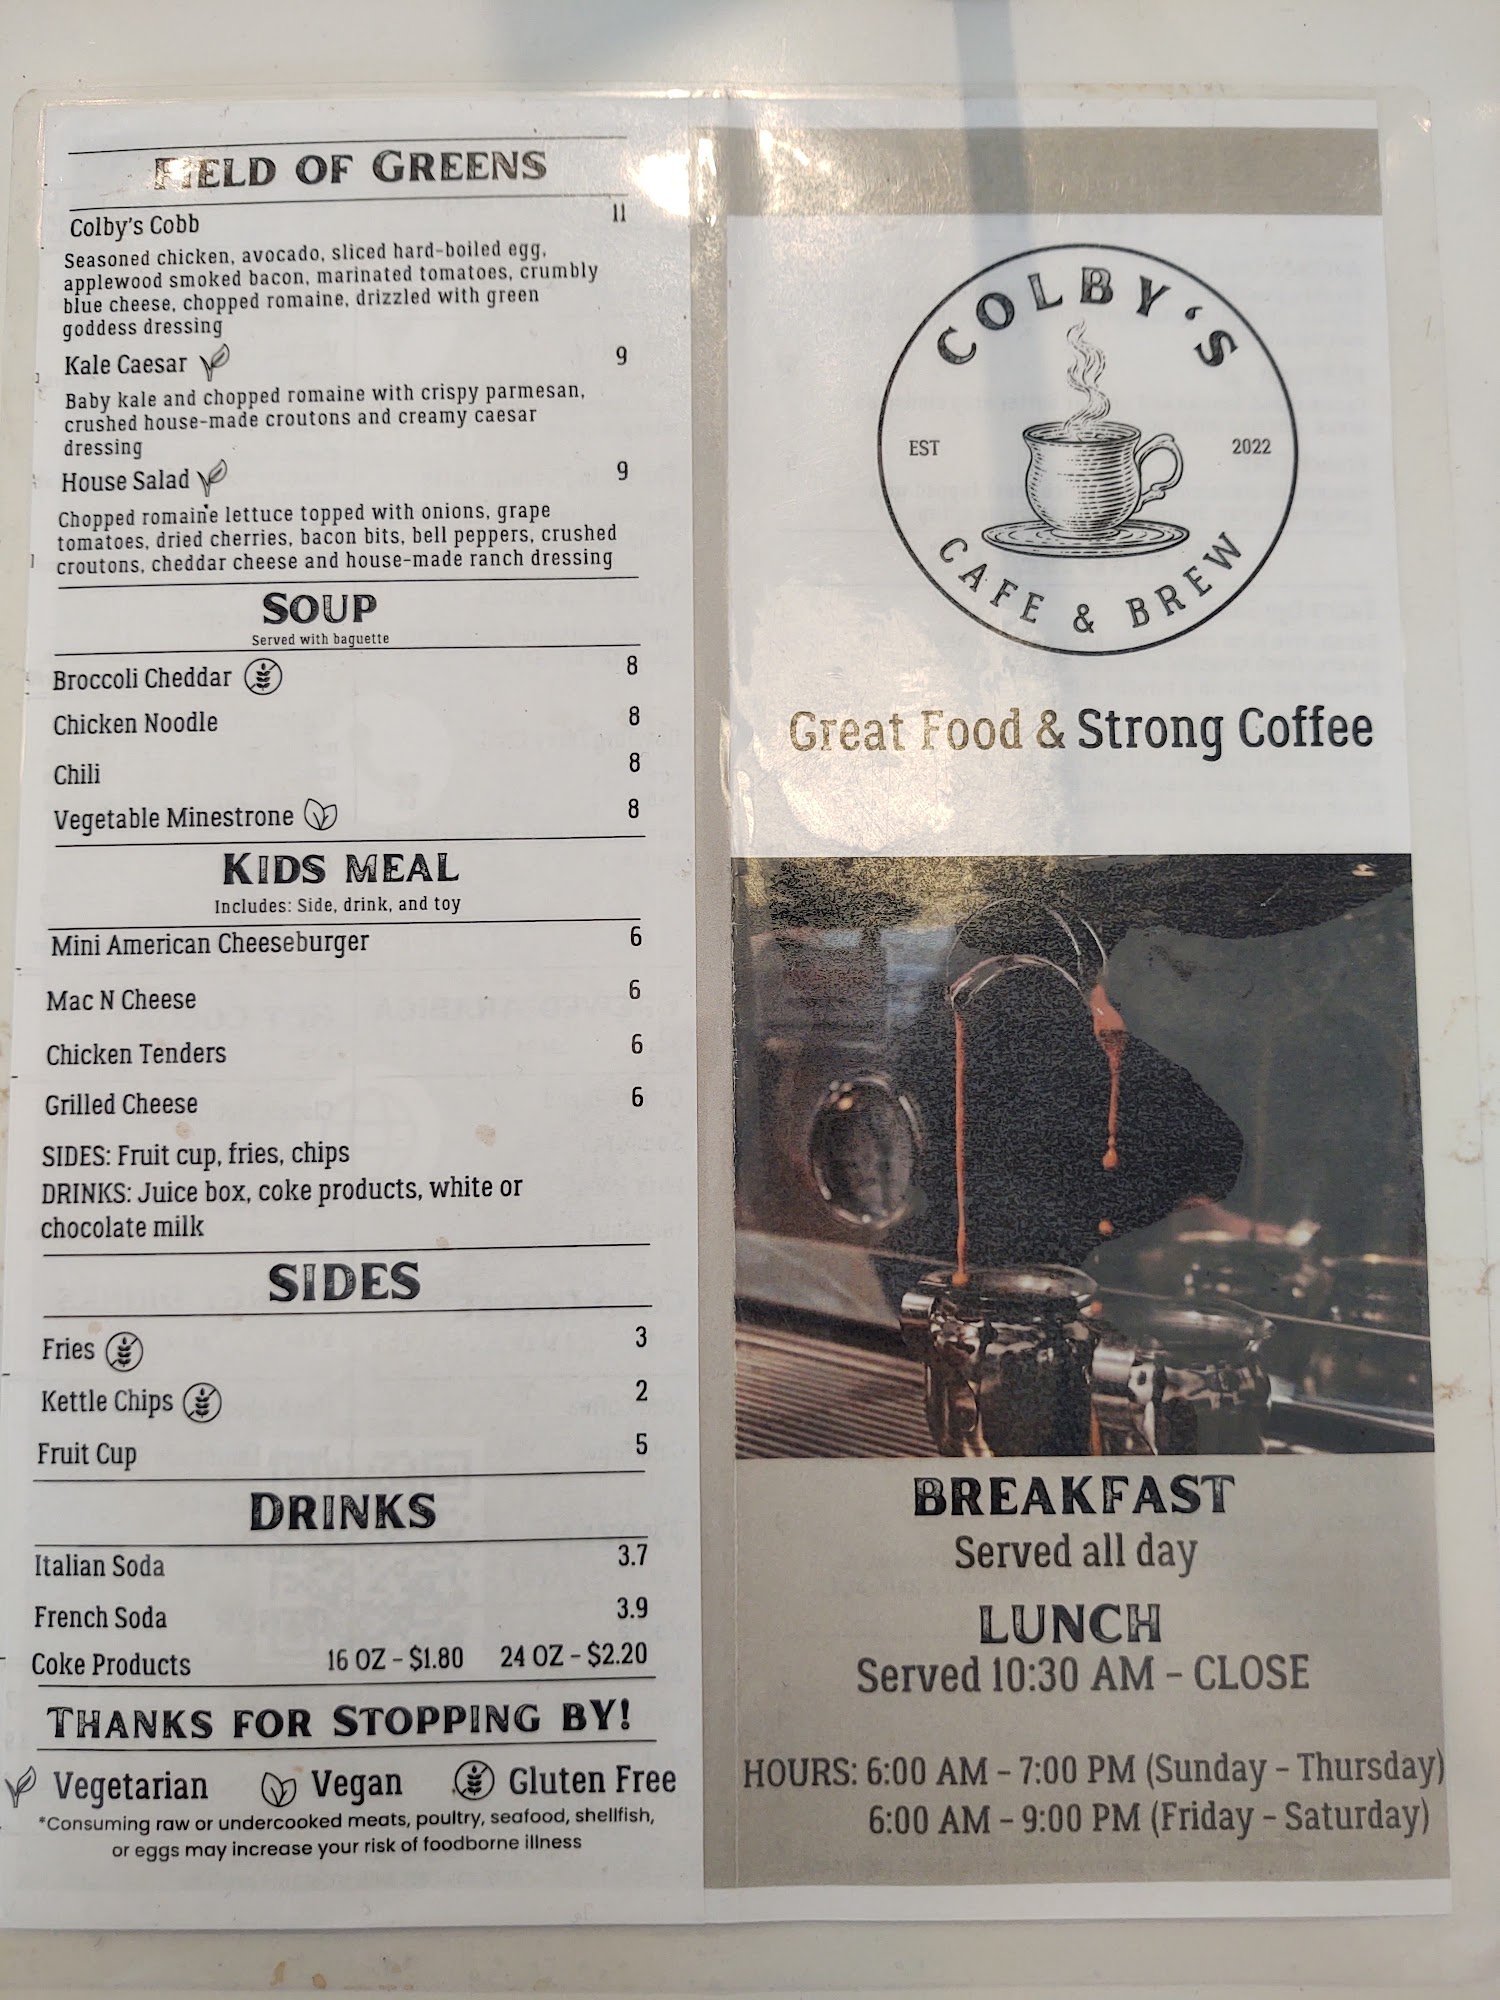 FIELD OF GREENS
Colby's Cobb 11
Seasoned chicken, avocado, sliced hard-boiled egg,
applewood smoked bacon, marinated tomatoes, crumbly
blue cheese, chopped romaine, drizzled with green
goddess dressing
Kale Caesar 9
Baby kale and chopped romaine with crispy parmesan,
crushed house-made croutons and creamy caesar
dressing
House Salad 9
Chopped romaine lettuce topped with onions, grape
tomatoes, dried cherries, bacon bits, bell peppers, crushed
croutons, cheddar cheese and house-made ranch dressing
SOUP
Served with baguette
Broccoli Cheddar 8
Chicken Noodle 8
Chili 8
Vegetable Minestrone 8
KIDS MEAL
Includes: Side, drink, and toy
Mini American Cheeseburger 6
Mac N Cheese 6
Chicken Tenders 6
Grilled Cheese 6
SIDES: Fruit cup, fries, chips
DRINKS: Juice box, coke products, white or
chocolate milk
SIDES
Fries 3
Kettle Chips 2
Fruit Cup 5
DRINKS
Italian Soda 3.7
French Soda 3.9
Coke Products 16 OZ - $1.80 24 OZ - $2.20
THANKS FOR STOPPING BY!
Vegetarian Vegan Gluten Free
*Consuming raw or undercooked meats, poultry, seafood, shellfish,
or eggs may increase your risk of foodborne illness
COLBY'S
EST 2022
CAFE & BREW
Great Food & Strong Coffee
BREAKFAST
Served all day
LUNCH
Served 10:30 AM - CLOSE
HOURS: 6:00 AM - 7:00 PM (Sunday - Thursday)
6:00 AM - 9:00 PM (Friday - Saturday)